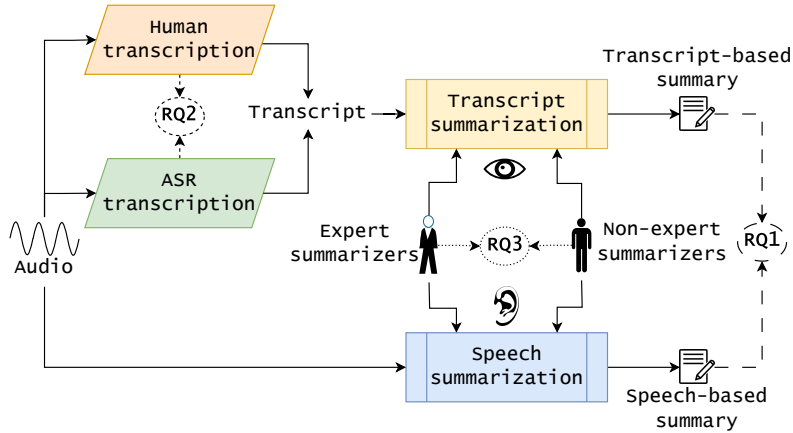 Human
transcription
RQ2
ASR
transcription
Audio
Transcript
Transcript
summarization
Transcript-based
summary
Expert
summarizers
RQ3
Non-expert
summarizers
RQ1
Speech
summarization
Speech-based
summary